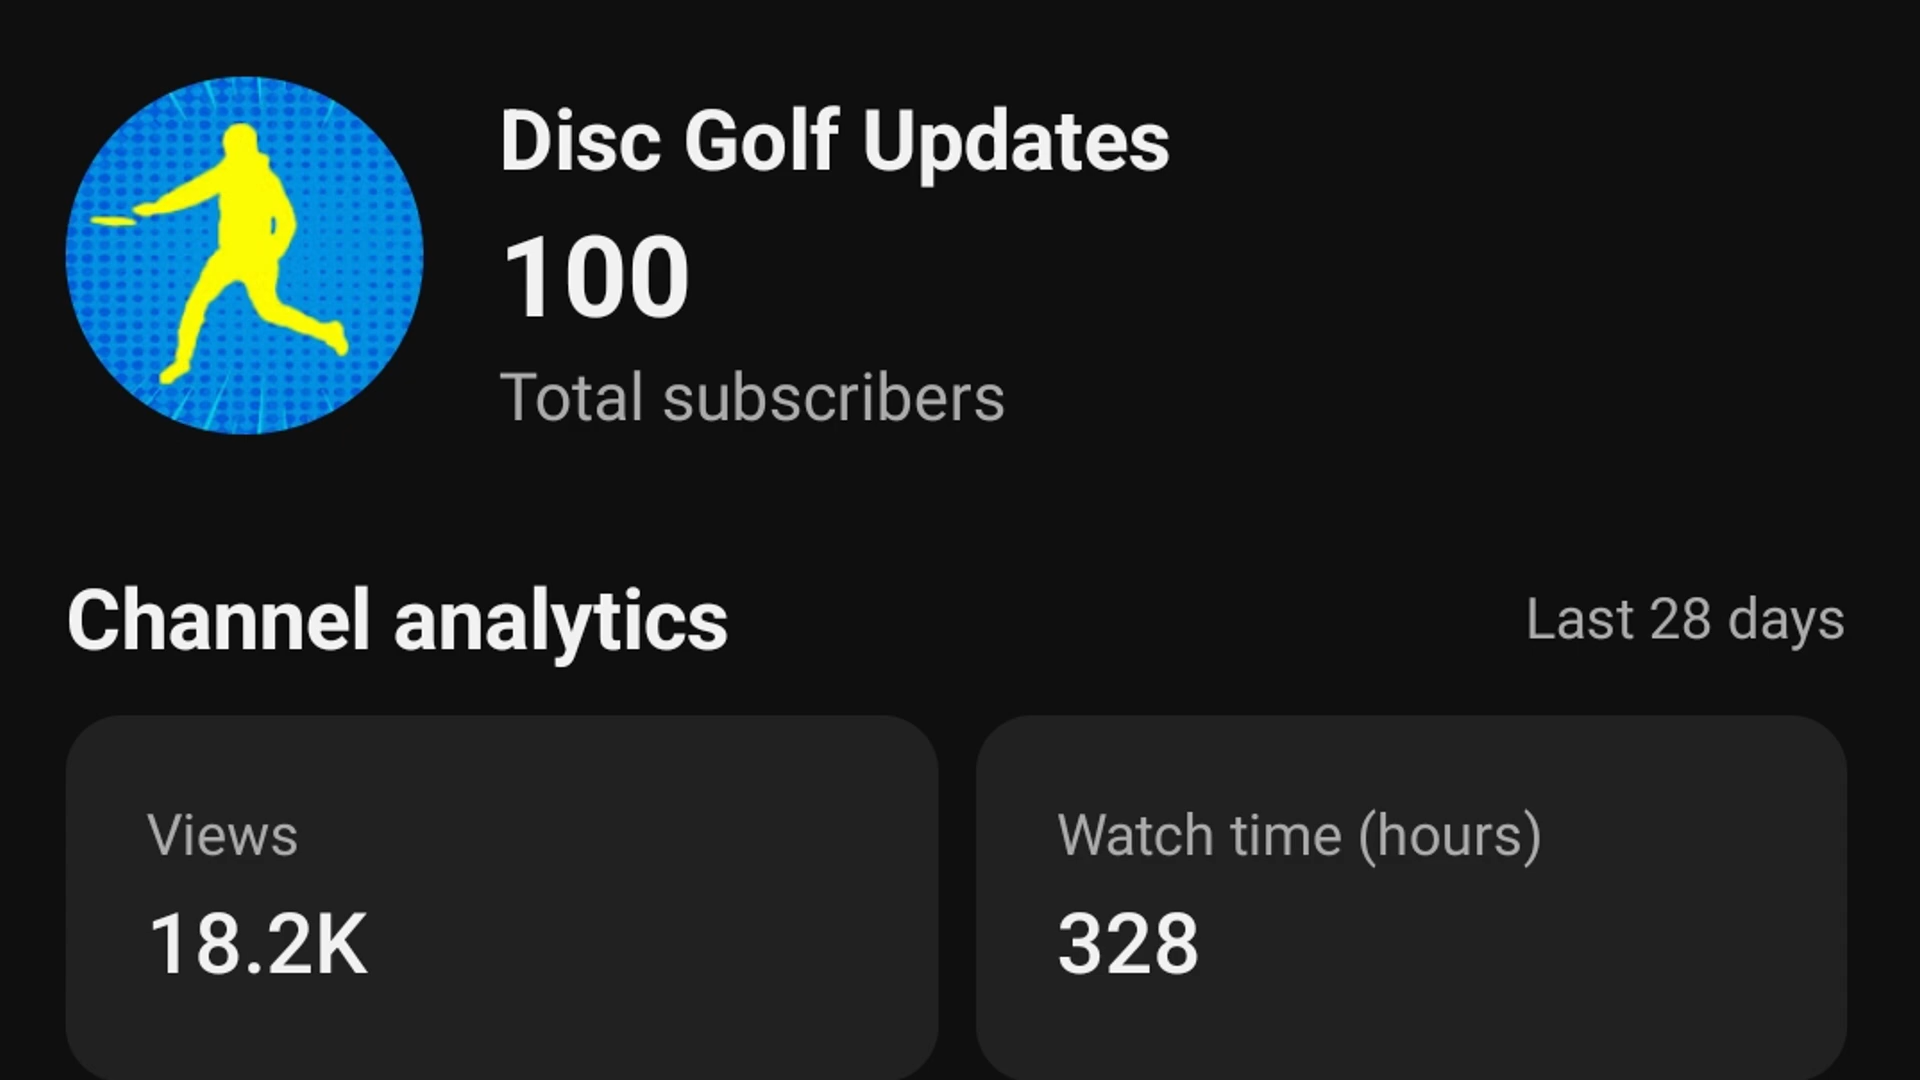 Disc Golf Updates
100
Total subscribers
Channel analytics
Last 28 days
Views
18.2K
Watch time (hours)
328